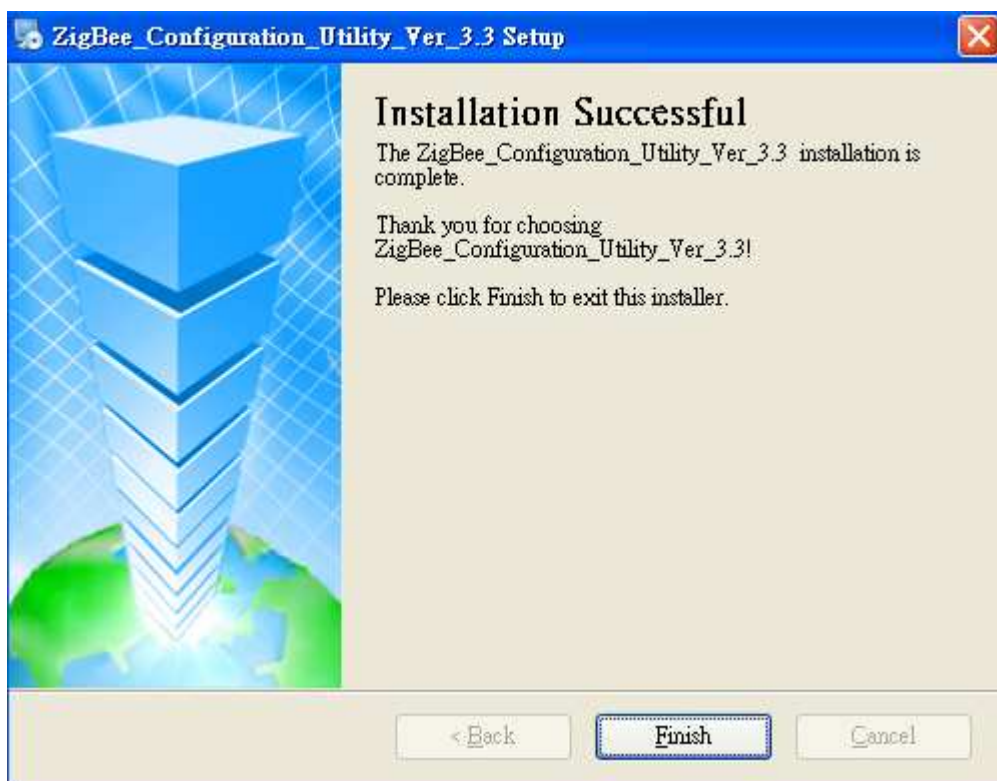 ZigBee_Configuration_Utility_Ver_3.3 Setup
Installation Successful
The ZigBee_Configuration_Utility_Ver_3.3  installation is
complete.
Thank you for choosing
ZigBee_Configuration_Utility_Ver_3.3!
Please click Finish to exit this installer.
< Back
Finish
Cancel